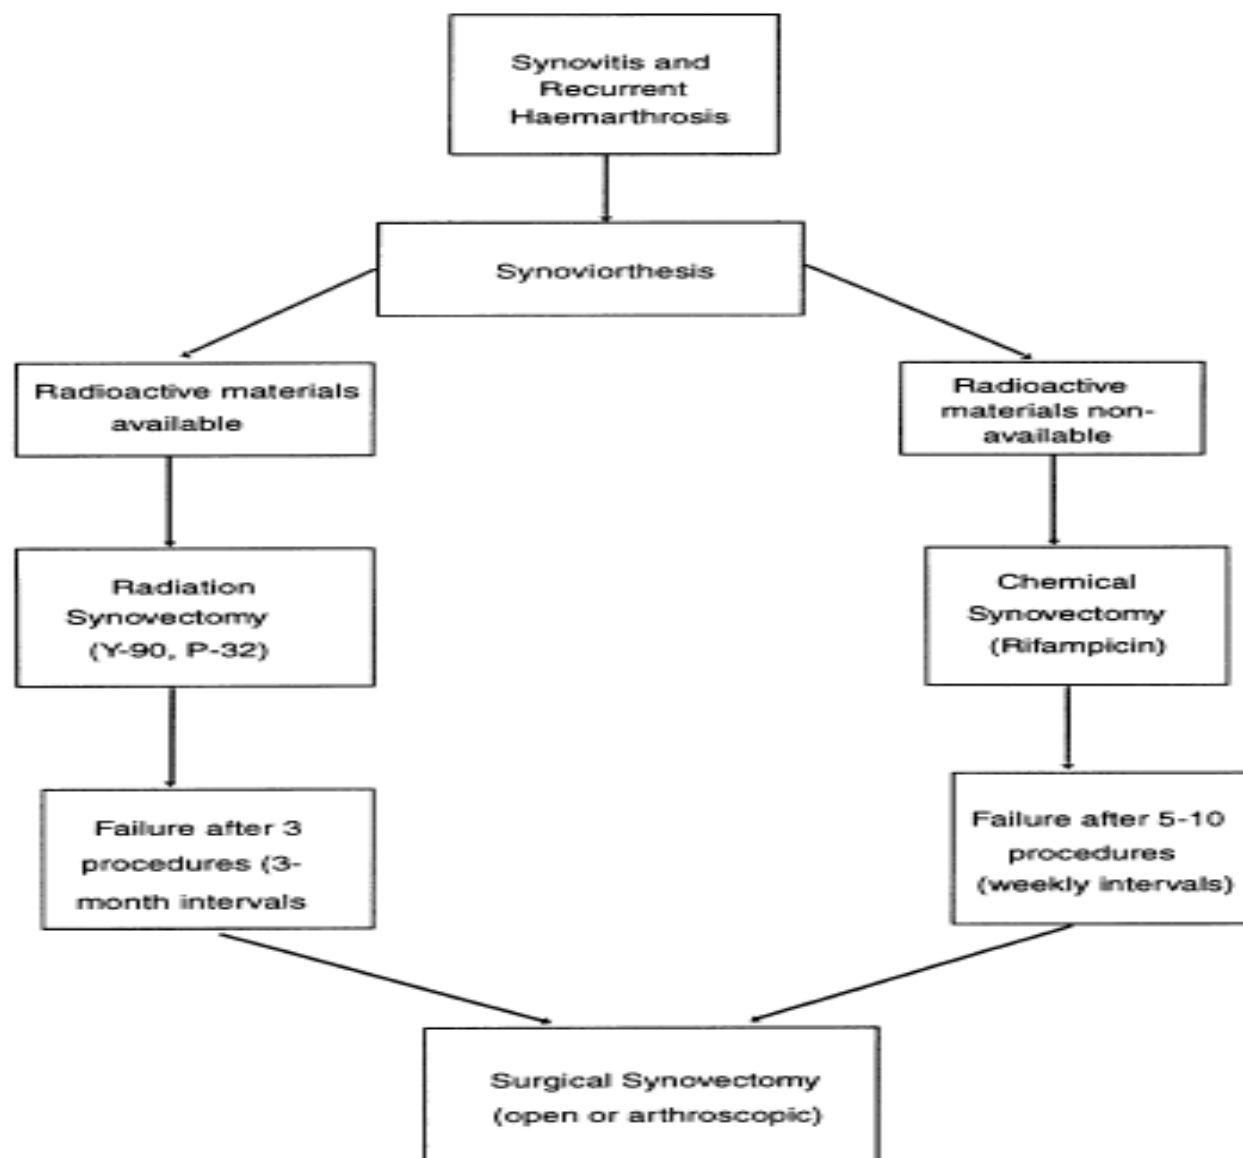 Synovitis and
Recurrent
Haemarthrosis
Synoviorthesis
Radioactive materials
available
Radioactive
materials non-
available
Radiation
Synovectomy
(Y-90, P-32)
Chemical
Synovectomy
(Rifampicin)
Failure after 3
procedures (3-
month intervals
Failure after 5-10
procedures
(weekly intervals)
Surgical Synovectomy
(open or arthroscopic)